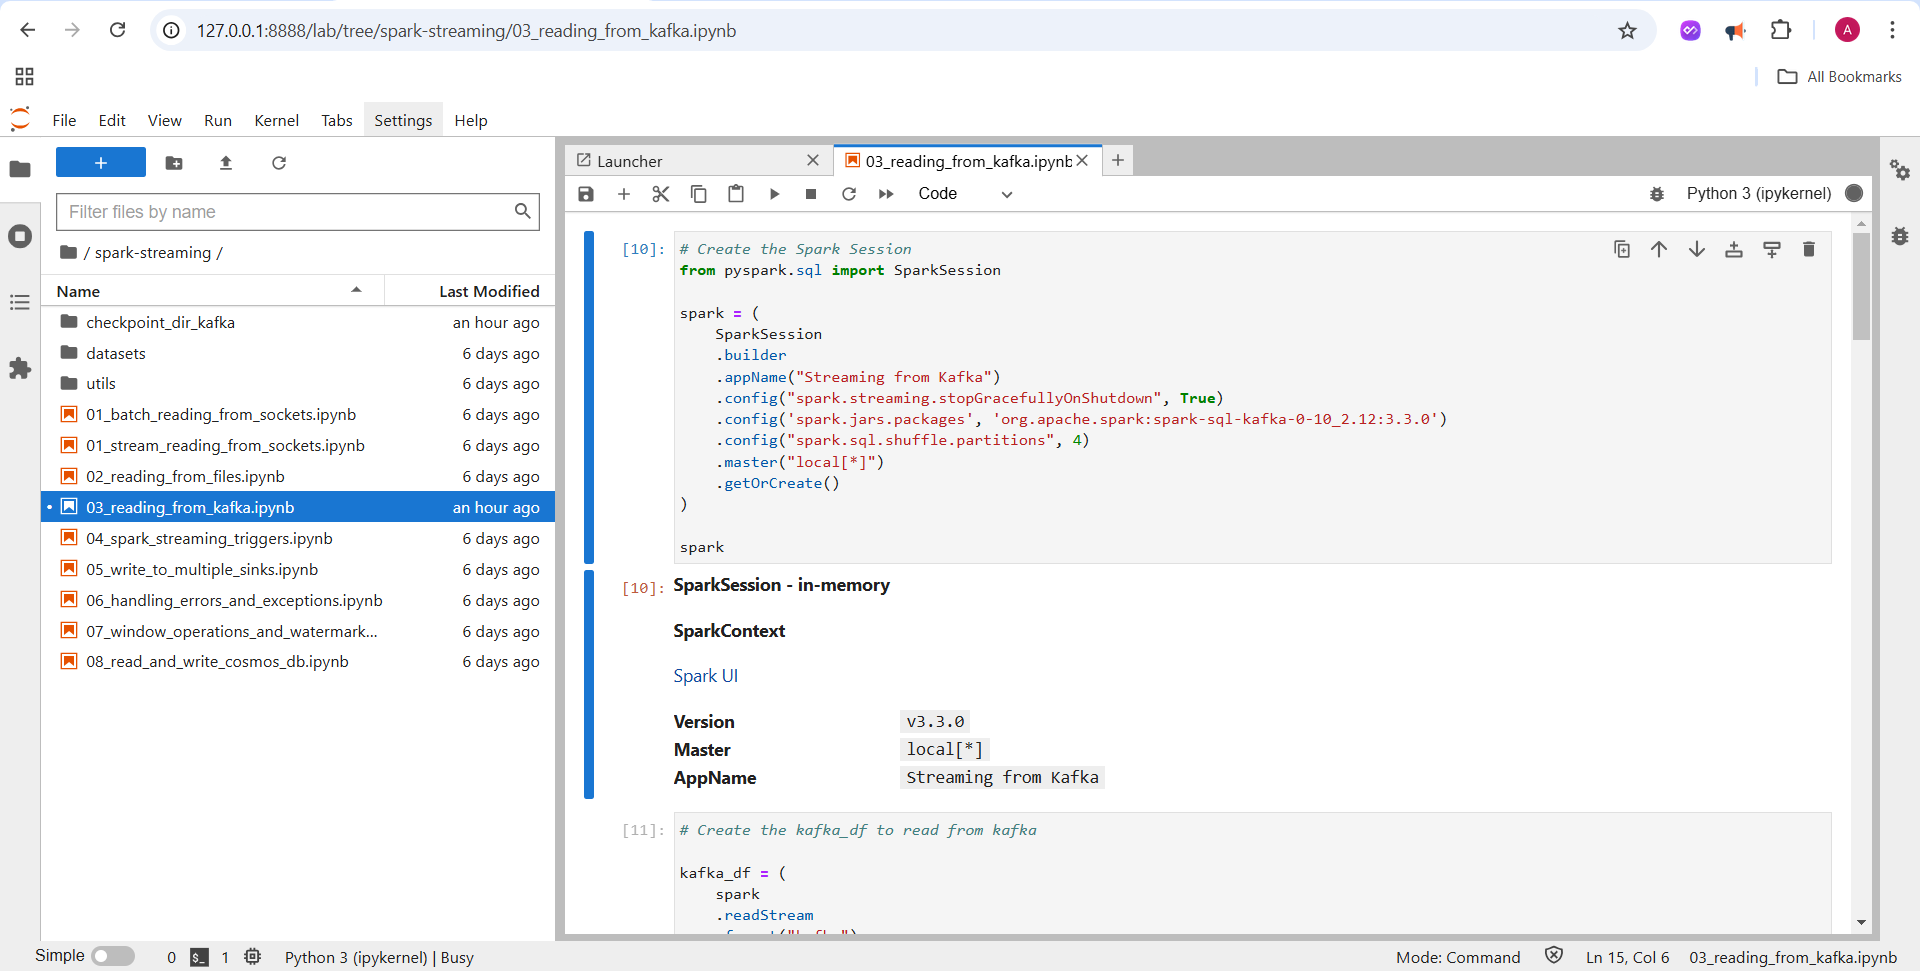 127.0.0.1:8888/lab/tree/spark-streaming/03_reading_from_kafka.ipynb
A
All Bookmarks
File Edit View Run Kernel Tabs Settings Help
+
Filter files by name
/ spark-streaming /
Name Last Modified
checkpoint_dir_kafka an hour ago
datasets 6 days ago
utils 6 days ago
01_batch_reading_from_sockets.ipynb 6 days ago
01_stream_reading_from_sockets.ipynb 6 days ago
02_reading_from_files.ipynb 6 days ago
03_reading_from_kafka.ipynb an hour ago
04_spark_streaming_triggers.ipynb 6 days ago
05_write_to_multiple_sinks.ipynb 6 days ago
06_handling_errors_and_exceptions.ipynb 6 days ago
07_window_operations_and_watermark... 6 days ago
08_read_and_write_cosmos_db.ipynb 6 days ago
Launcher
03_reading_from_kafka.ipynb
Code
Python 3 (ipykernel)
[10]: # Create the Spark Session
from pyspark.sql import SparkSession
spark = (
SparkSession
.builder
.appName("Streaming from Kafka")
.config("spark.streaming.stopGracefullyOnShutdown", True)
.config('spark.jars.packages', 'org.apache.spark:spark-sql-kafka-0-10_2.12:3.3.0')
.config("spark.sql.shuffle.partitions", 4)
.master("local[*]")
.getOrCreate()
)
spark
[10]: SparkSession - in-memory
SparkContext
Spark UI
Version v3.3.0
Master local[*]
AppName Streaming from Kafka
[11]: # Create the kafka_df to read from kafka
kafka_df = (
spark
.readStream
.format("kafka")
Simple 0 $_ 1 Python 3 (ipykernel) | Busy
Mode: Command Ln 15, Col 6 03_reading_from_kafka.ipynb